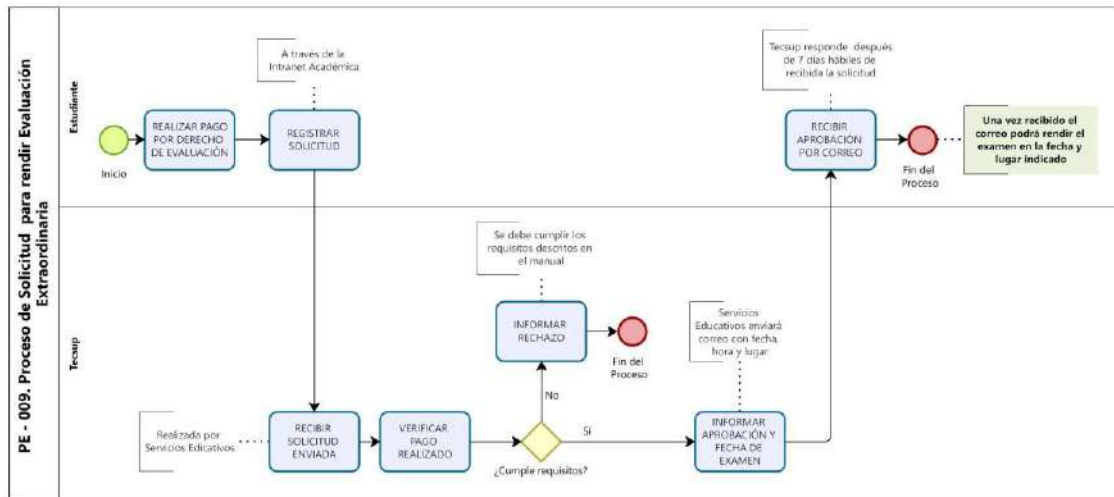 PE - 009. Proceso de Solicitud para rendir Evaluación
Extraordinaria
Estudiante
Inicio
REALIZAR PAGO
POR DERECHO
DE EVALUACIÓN
A través de la
Intranet Académica
REGISTRAR
SOLICITUD
Tecsup responde después
de 7 días hábiles de
recibida la solicitud
RECIBIR
APROBACIÓN
POR CORREO
Fin del
Proceso
Una vez recibido el
correo podrá rendir el
examen en la fecha y
lugar indicado
Tecsup
Realizada por
Servicios Edicativos
RECIBIR
SOLICITUD
ENVIADA
VERIFICAR
PAGO
REALIZADO
¿Cumple requisitos?
No
Se debe cumplir los
requisitos descritos en
el manual
INFORMAR
RECHAZO
Fin del
Proceso
Sí
Servicios
Educativos enviará
correo con fecha,
hora y lugar
INFORMAR
APROBACIÓN Y
FECHA DE
EXAMEN